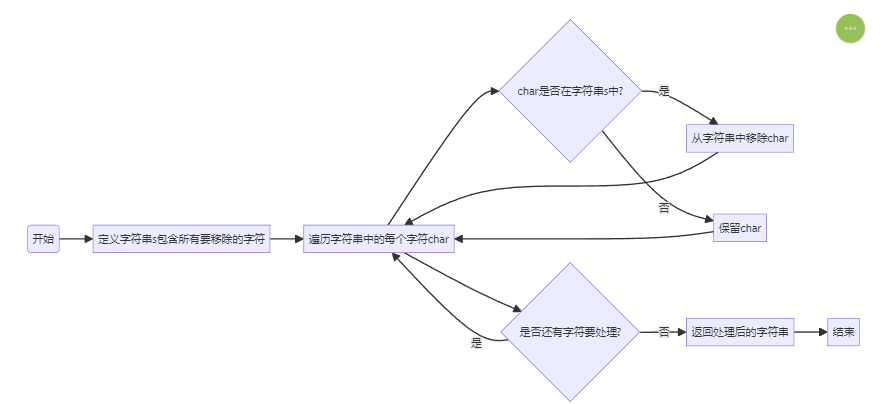 开始
定义字符串s包含所有要移除的字符
遍历字符串中的每个字符char
char是否在字符串s中?
是
从字符串中移除char
否
保留char
是否还有字符要处理?
是
否
返回处理后的字符串
结束